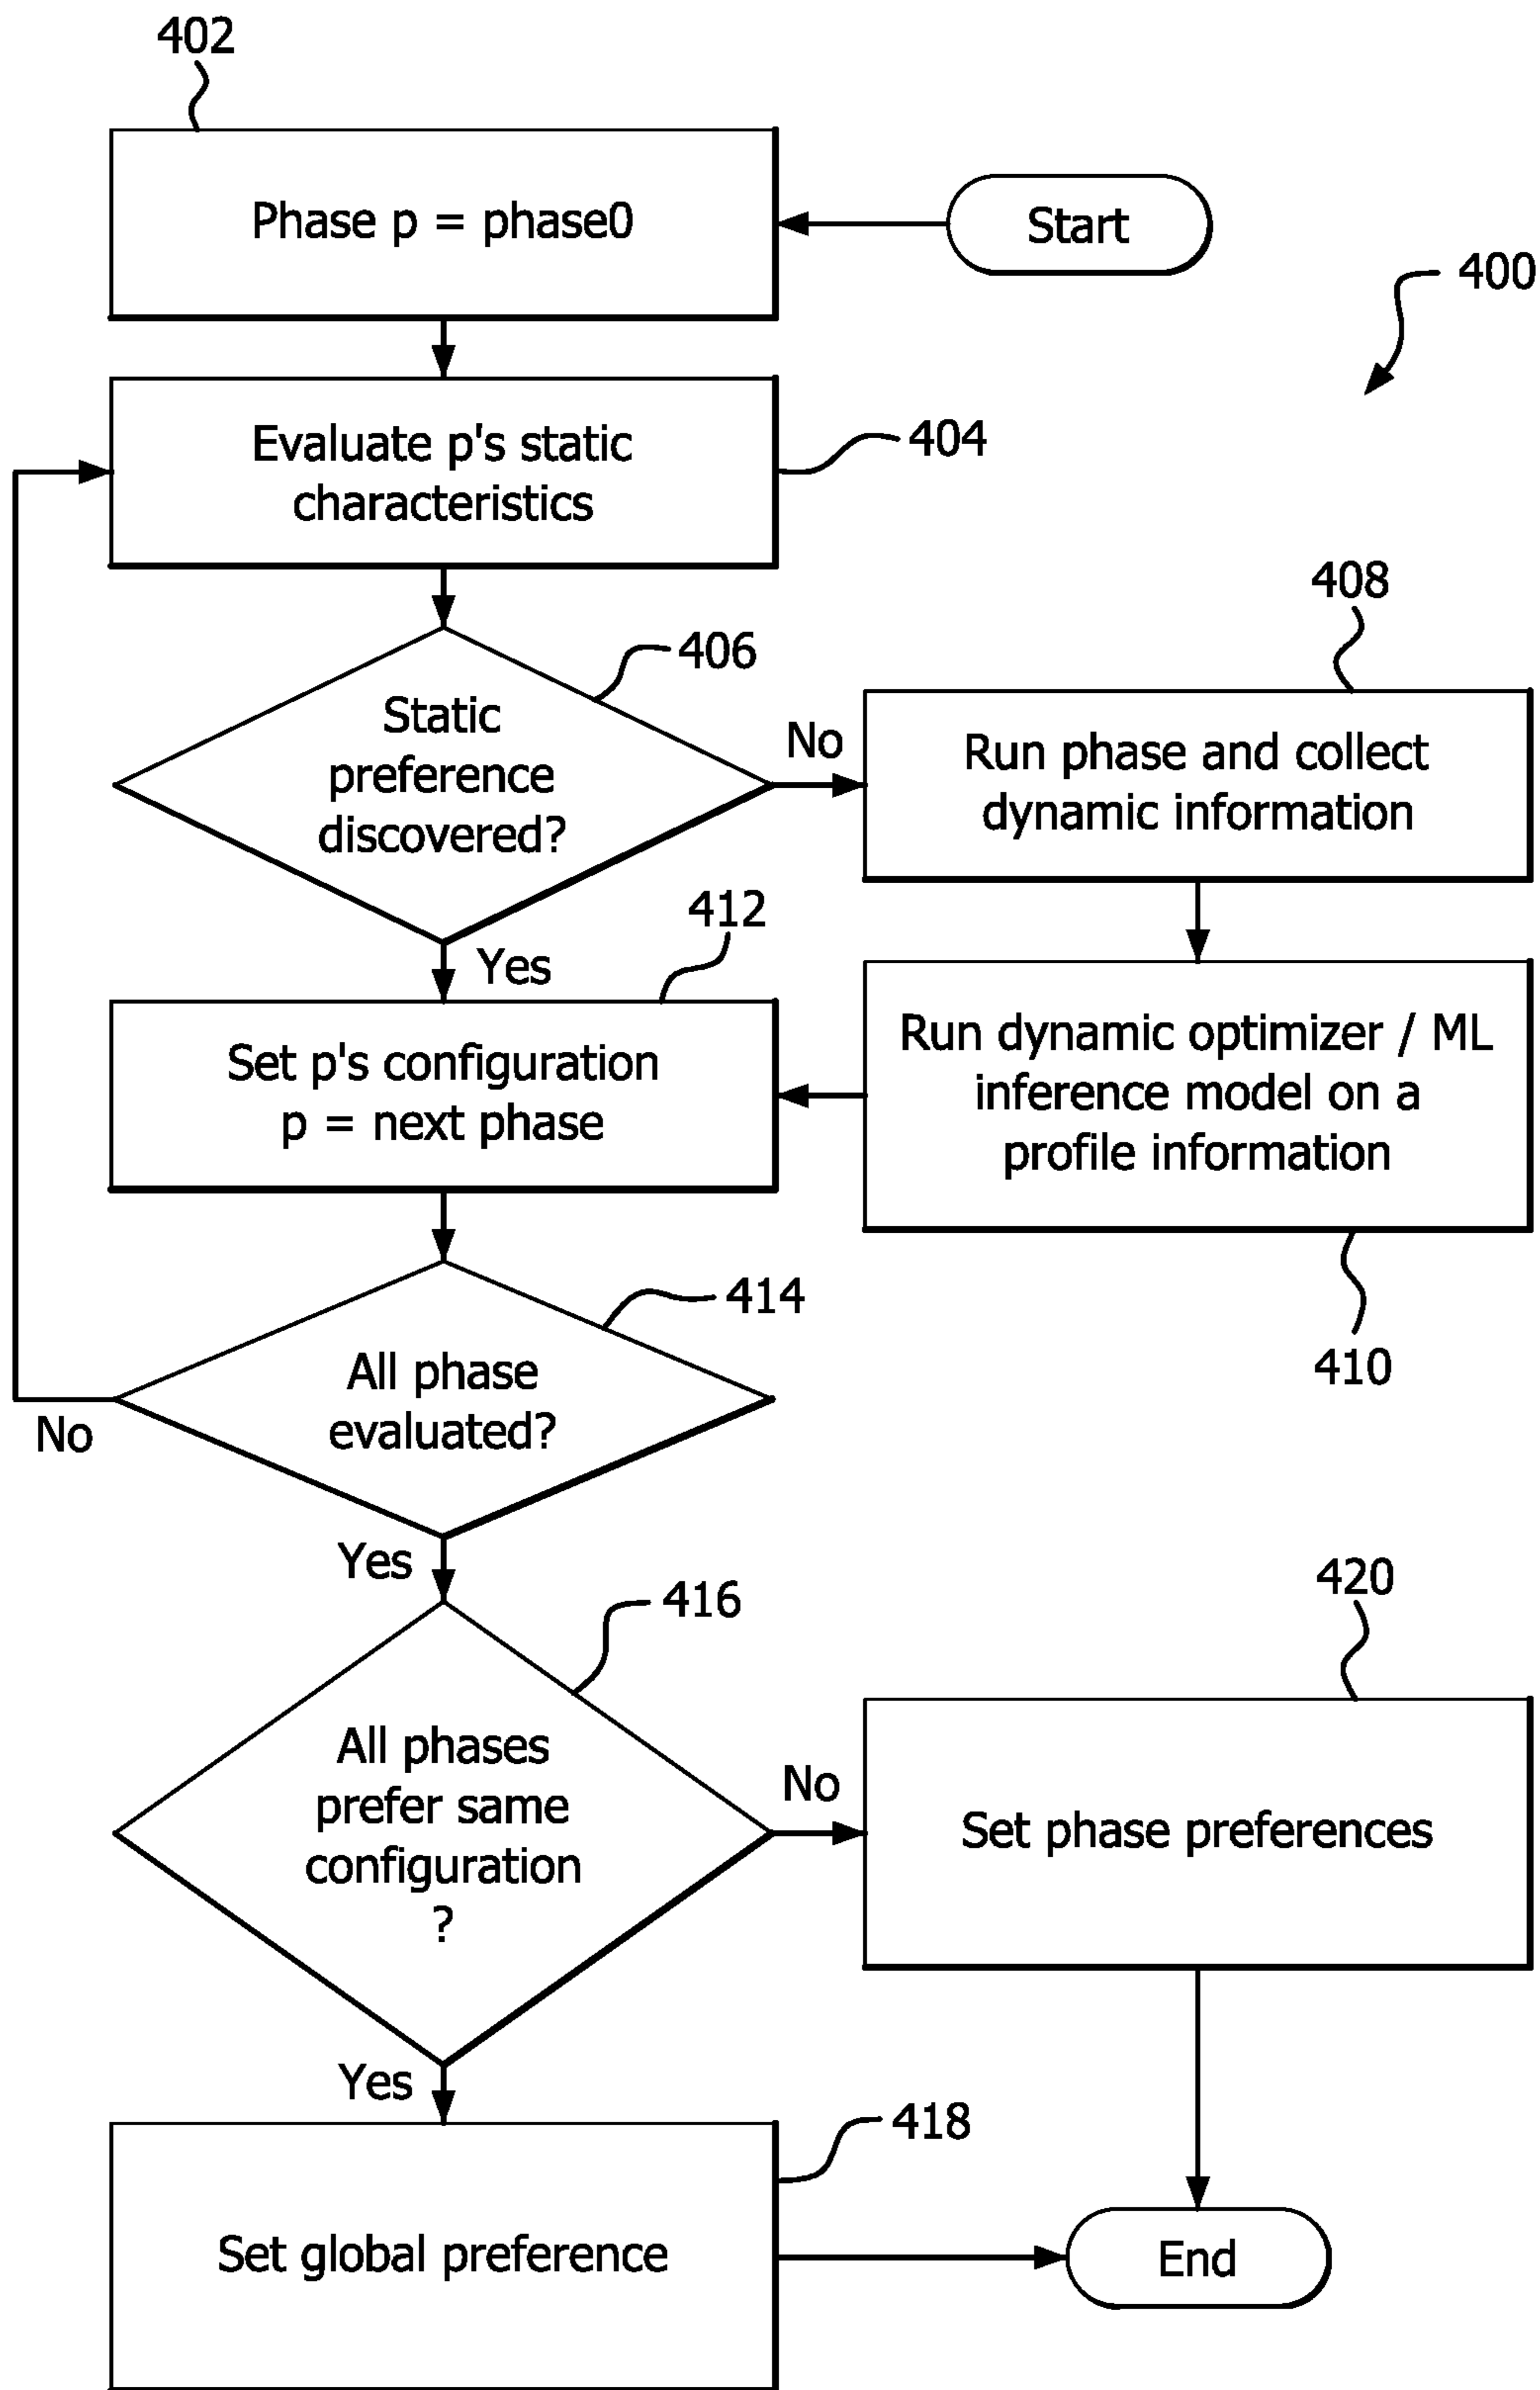 402
Phase p = phase0
Start
400
Evaluate p's static
characteristics
404
406
Static
preference
discovered?
No
408
Run phase and collect
dynamic information
412
Yes
Set p's configuration
p = next phase
Run dynamic optimizer / ML
inference model on a
profile information
410
414
All phase
evaluated?
No
Yes
416
All phases
prefer same
configuration
?
No
420
Set phase preferences
Yes
418
Set global preference
End